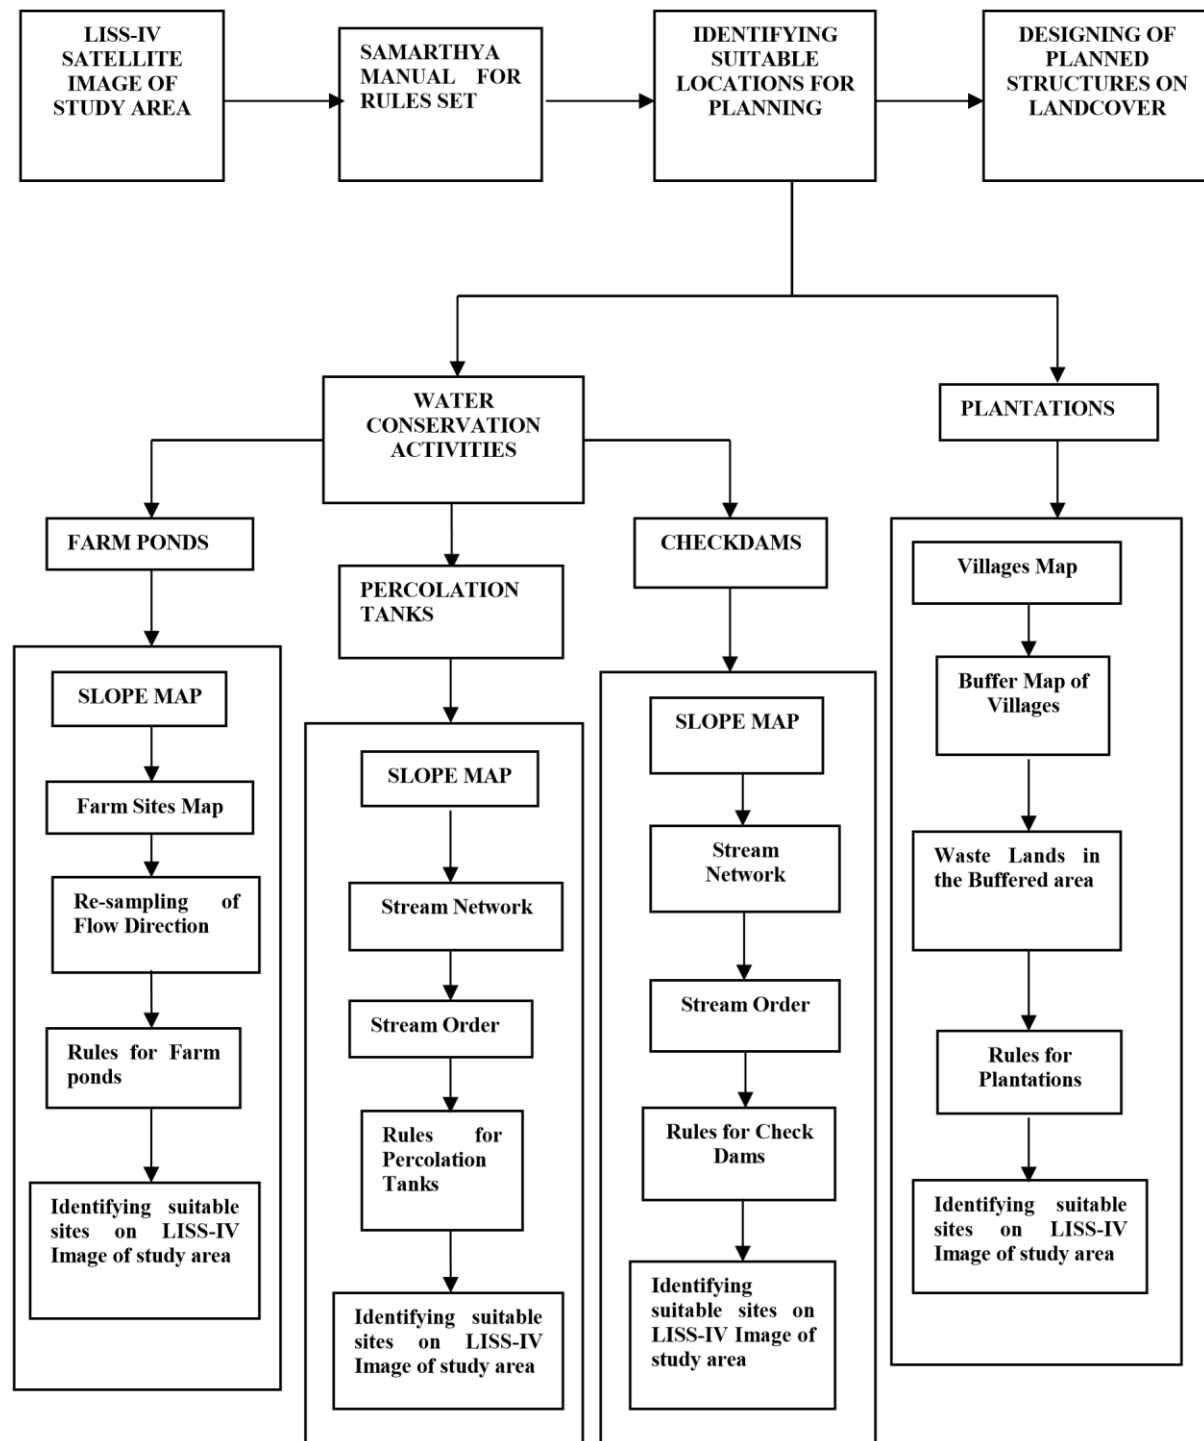 LISS-IV
SATELLITE
IMAGE OF
STUDY AREA
SAMARTHYA
MANUAL FOR
RULES SET
IDENTIFYING
SUITABLE
LOCATIONS FOR
PLANNING
DESIGNING OF
PLANNED
STRUCTURES ON
LANDCOVER
WATER
CONSERVATION
ACTIVITIES
PLANTATIONS
FARM PONDS
SLOPE MAP
Farm Sites Map
Re-sampling of
Flow Direction
Rules for Farm
ponds
Identifying suitable
sites on LISS-IV
Image of study area
PERCOLATION
TANKS
SLOPE MAP
Stream Network
Stream Order
Rules for
Percolation
Tanks
Identifying suitable
sites on LISS-IV
Image of study area
CHECKDAMS
SLOPE MAP
Stream
Network
Stream Order
Rules for Check
Dams
Identifying
suitable sites on
LISS-IV Image of
study area
Villages Map
Buffer Map of
Villages
Waste Lands in
the Buffered area
Rules for
Plantations
Identifying suitable
sites on LISS-IV
Image of study area